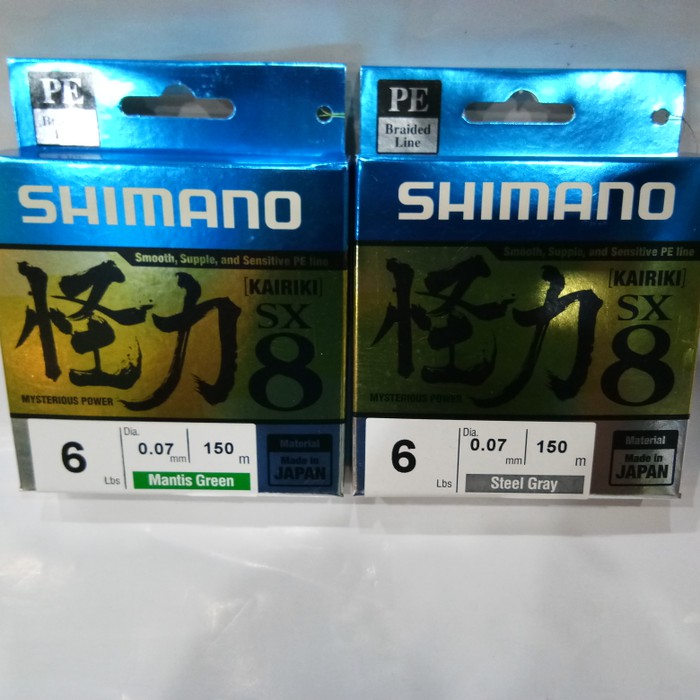 PE
SHIMANO
Smooth, Supple, and Sensitive PE line
怪力
[KAIRIKI]
SX
8
MYSTERIOUS POWER
6 Lbs
Dia.
0.07 mm
150 m
Mantis Green
Material
Made in
JAPAN
PE
Braided
Line
SHIMANO
Smooth, Supple, and Sensitive PE line
怪力
[KAIRIKI]
SX
8
MYSTERIOUS POWER
6 Lbs
Dia.
0.07 mm
150 m
Steel Gray
Material
Made in
JAPAN